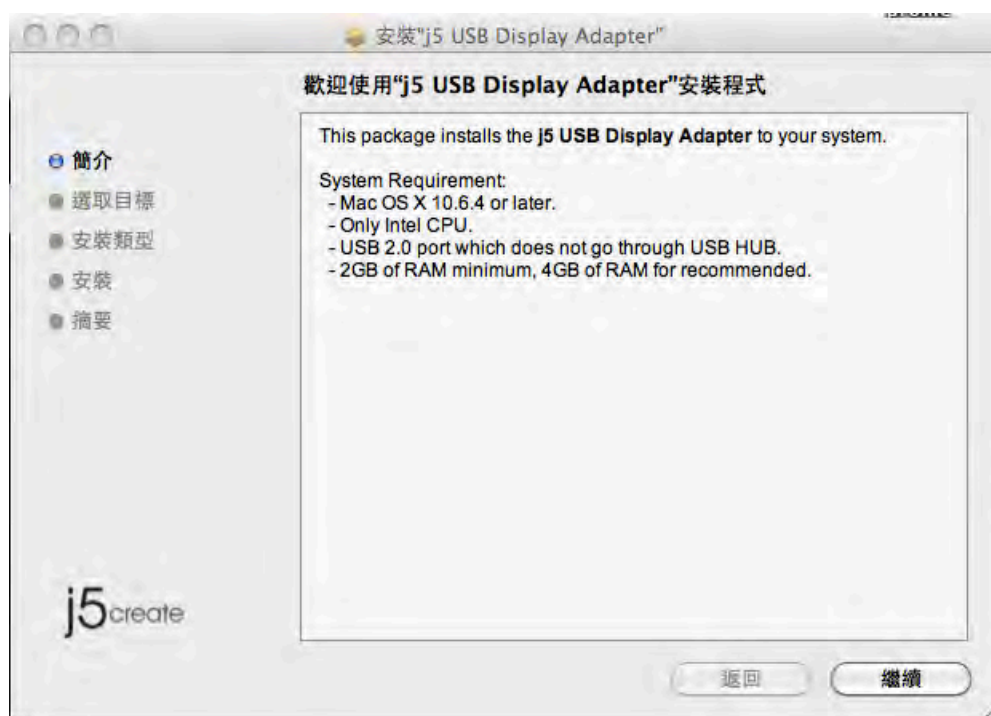 安裝"j5 USB Display Adapter"
歡迎使用"j5 USB Display Adapter"安裝程式
簡介
選取目標
安裝類型
安裝
摘要
This package installs the j5 USB Display Adapter to your system.
System Requirement:
- Mac OS X 10.6.4 or later.
- Only Intel CPU.
- USB 2.0 port which does not go through USB HUB.
- 2GB of RAM minimum, 4GB of RAM for recommended.
j5create
返回
繼續